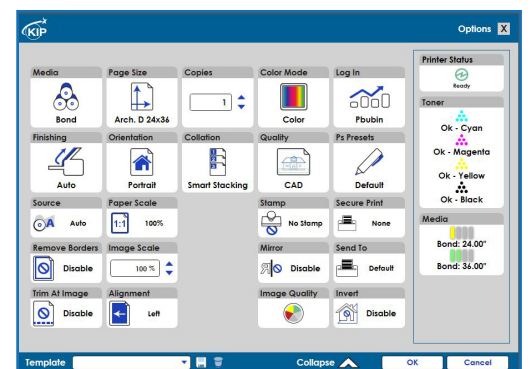 KIP
Options X
Media
Page Size
Copies
Color Mode
Log In
Printer Status
Ready
Bond
Arch. D 24x36
1
Color
Pbubin
Toner
Ok - Cyan
Ok - Magenta
Ok - Yellow
Ok - Black
Finishing
Orientation
Collation
Quality
Ps Presets
Auto
Portrait
Smart Stacking
CAD
Default
Source
Paper Scale
Stamp
Secure Print
A Auto
1:1 100%
No Stamp
None
Media
Bond: 24.00"
Bond: 36.00"
Remove Borders
Image Scale
Mirror
Send To
Disable
100 %
Disable
Default
Trim At Image
Alignment
Image Quality
Invert
Disable
Left
Disable
Template
Collapse
OK
Cancel